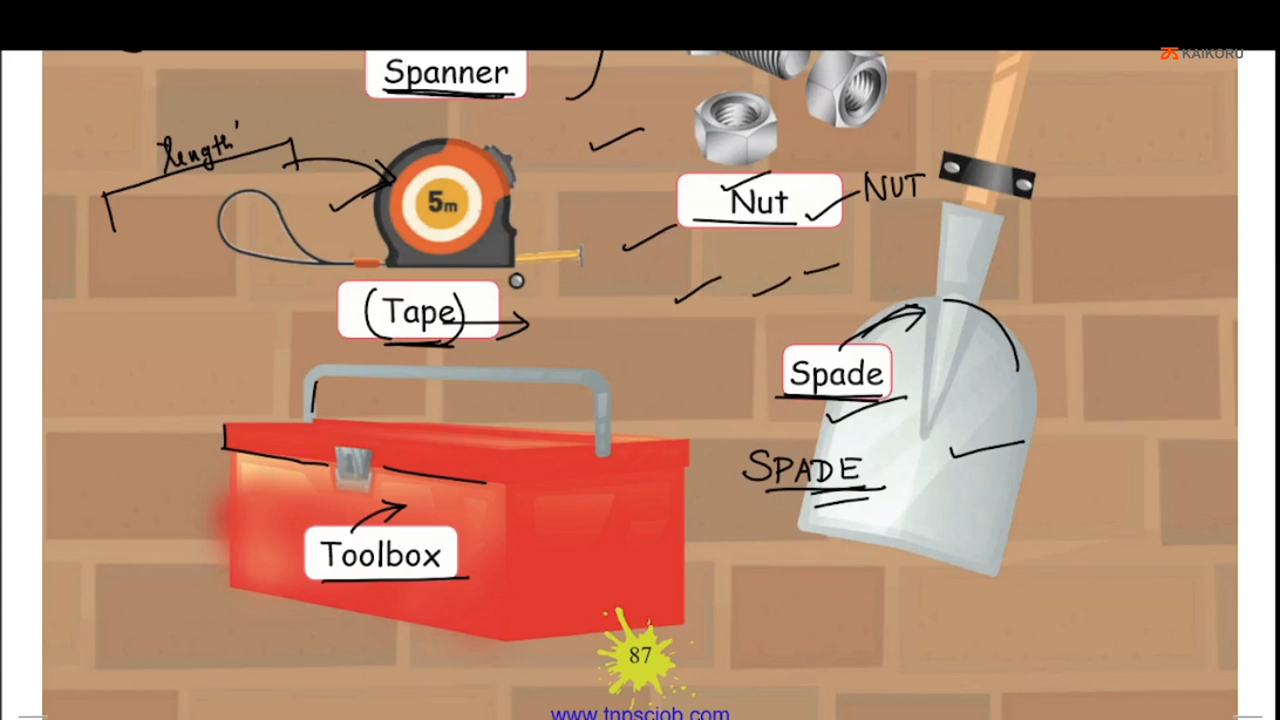 KAIKORU
Spanner
length'
5m
Nut
NUT
(Tape)
Spade
SPADE
Toolbox
87
www.tnpscjob.com